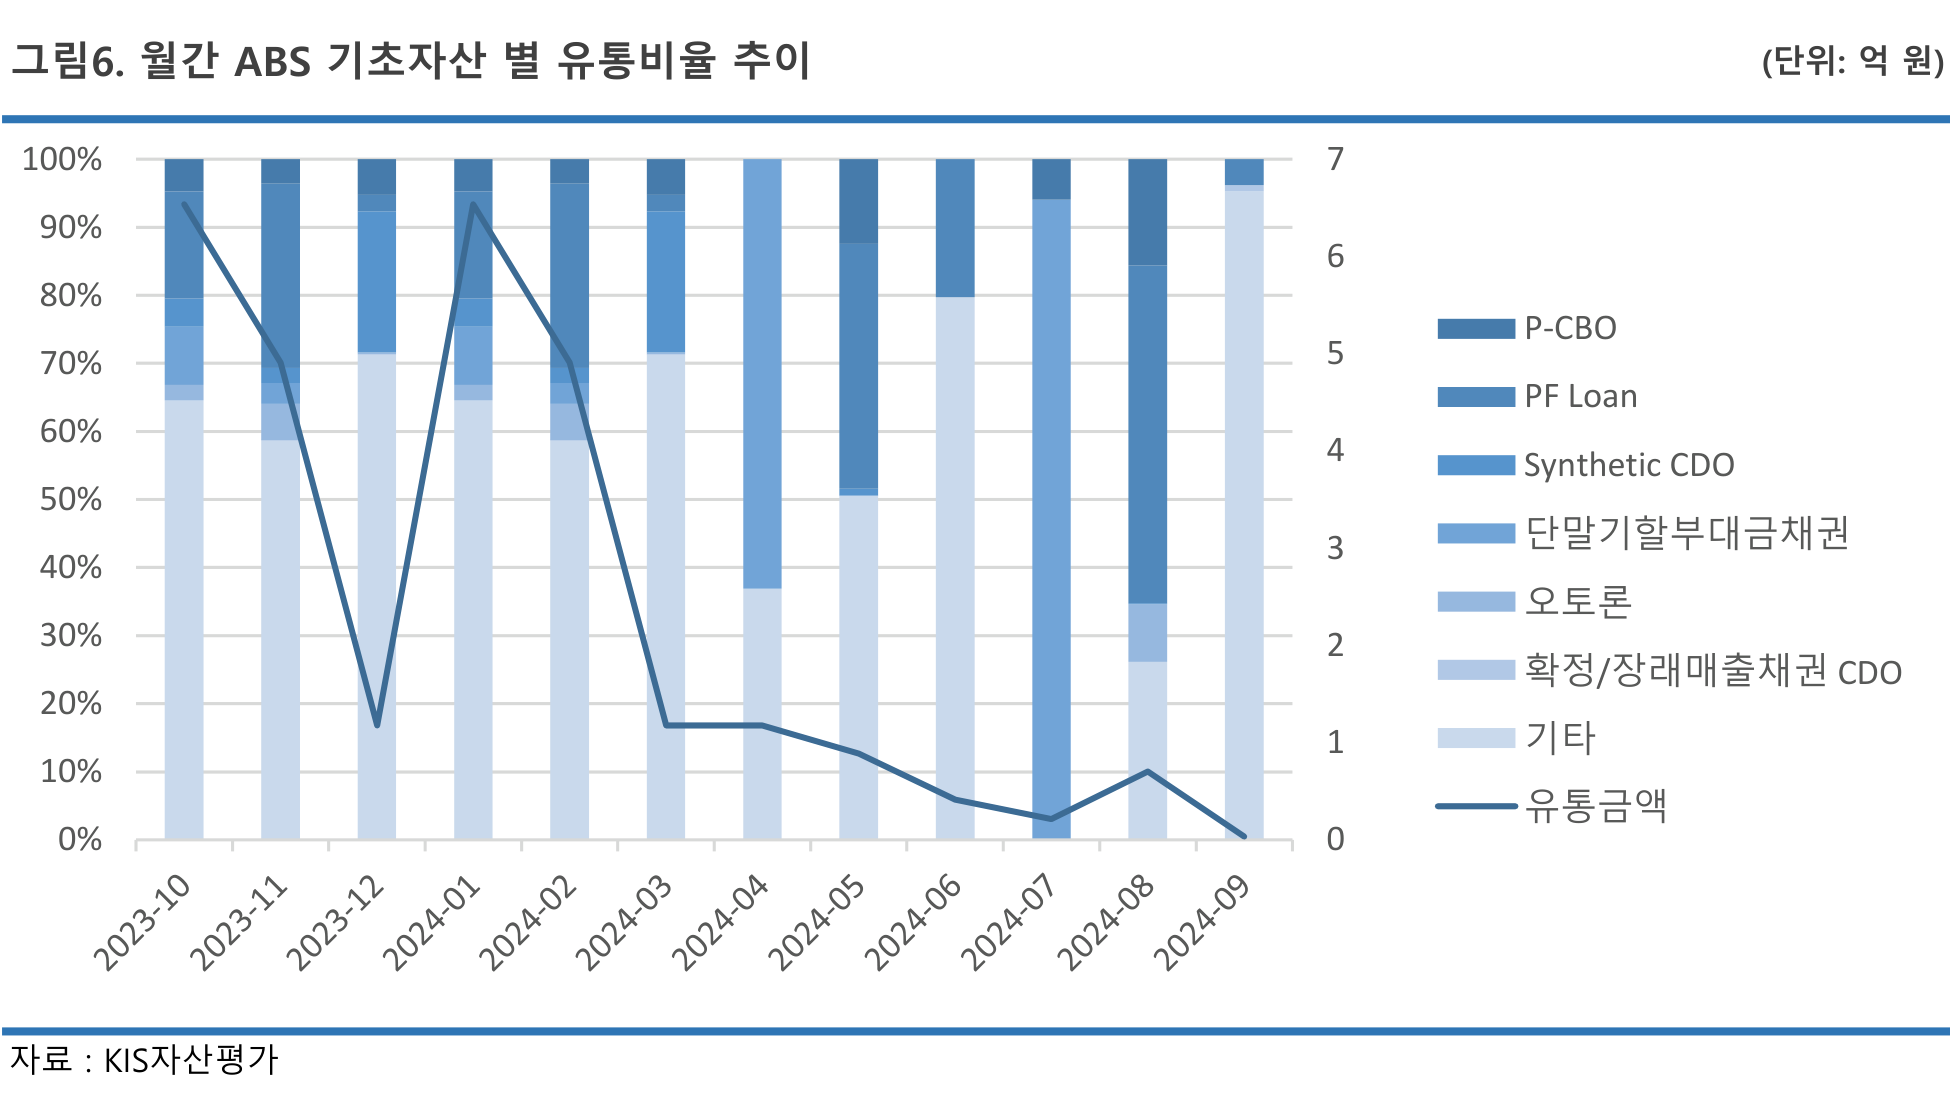 그림6. 월간 ABS 기초자산 별 유통비율 추이
(단위: 억 원)
100%
90%
80%
70%
60%
50%
40%
30%
20%
10%
0%
7
6
5
4
3
2
1
0
2023-10
2023-11
2023-12
2024-01
2024-02
2024-03
2024-04
2024-05
2024-06
2024-07
2024-08
2024-09
P-CBO
PF Loan
Synthetic CDO
단말기할부대금채권
오토론
확정/장래매출채권 CDO
기타
유통금액
자료 : KIS자산평가